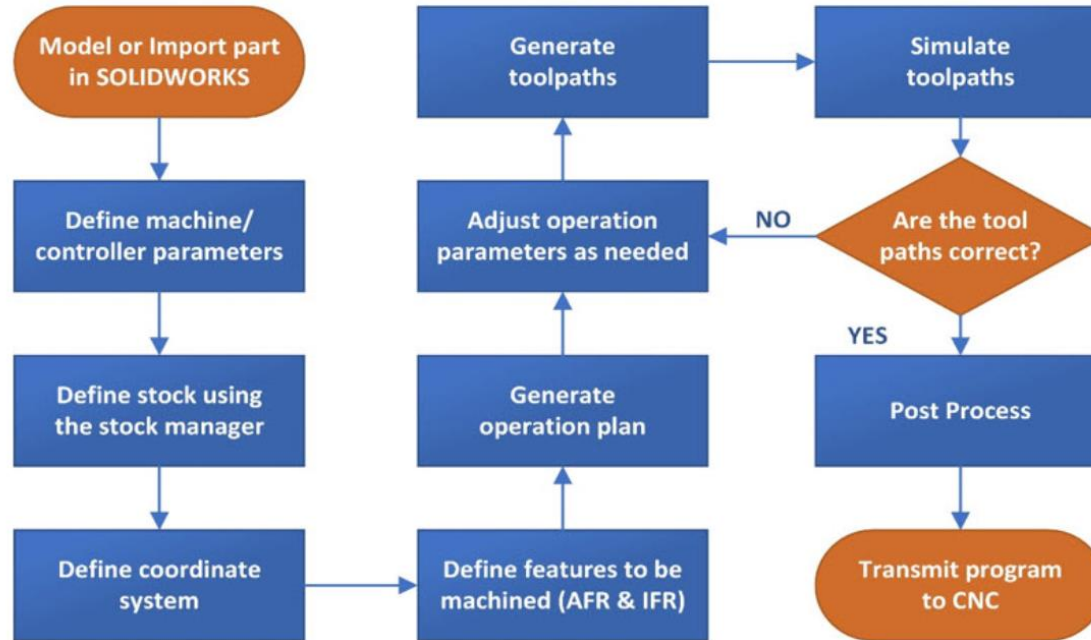 Model or Import part
in SOLIDWORKS
Define machine/
controller parameters
Define stock using
the stock manager
Define coordinate
system
Define features to be
machined (AFR & IFR)
Generate
operation plan
Adjust operation
parameters as needed
Generate
toolpaths
Simulate
toolpaths
Are the tool
paths correct?
NO
YES
Post Process
Transmit program
to CNC